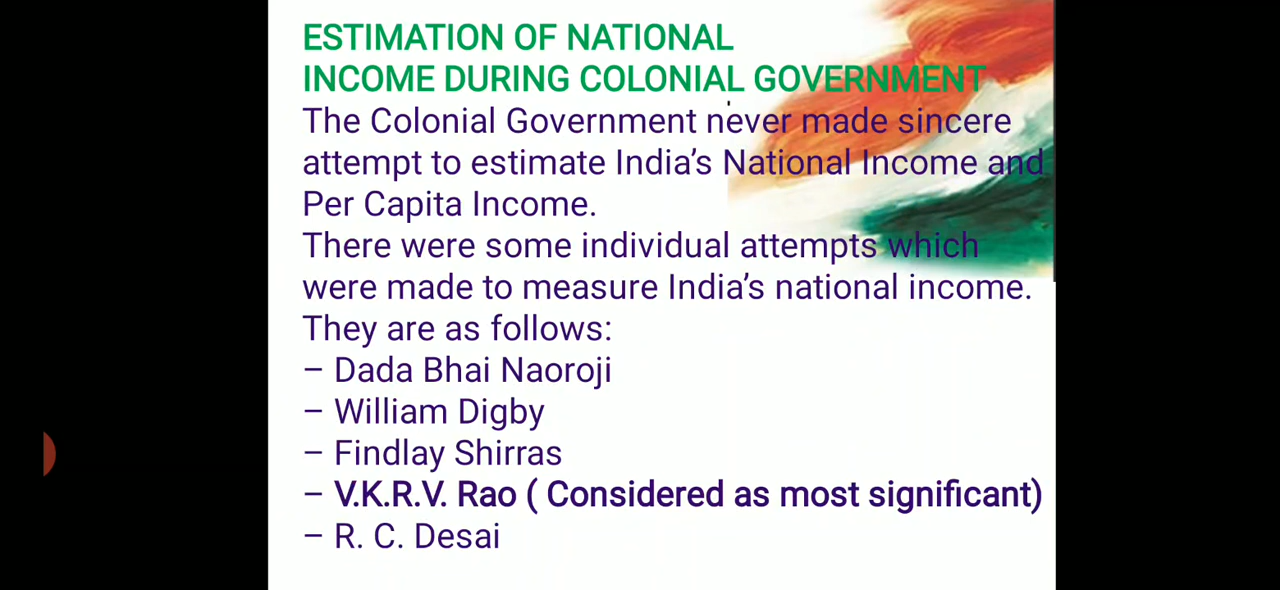 ESTIMATION OF NATIONAL
INCOME DURING COLONIAL GOVERNMENT
The Colonial Government never made sincere
attempt to estimate India's National Income and
Per Capita Income.
There were some individual attempts which
were made to measure India's national income.
They are as follows:
– Dada Bhai Naoroji
– William Digby
– Findlay Shirras
– V.K.R.V. Rao ( Considered as most significant)
– R. C. Desai